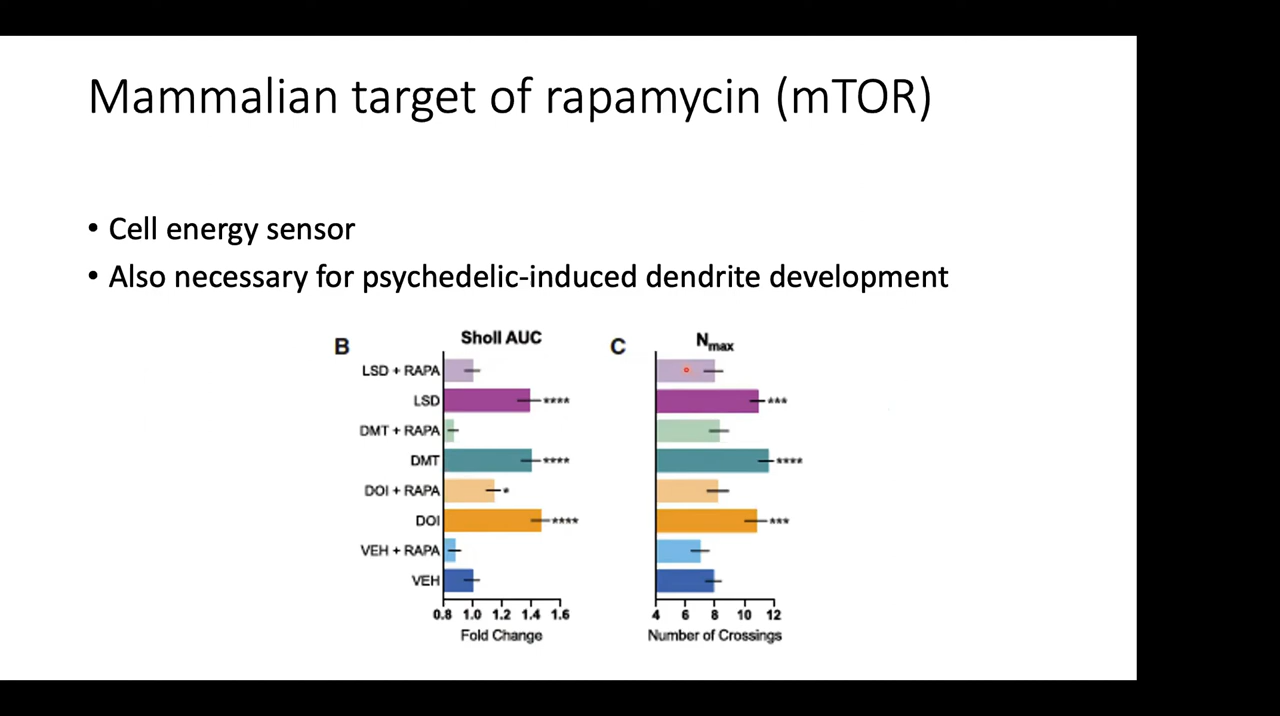 Mammalian target of rapamycin (mTOR)
• Cell energy sensor
• Also necessary for psychedelic-induced dendrite development
B
Sholl AUC
LSD + RAPA
LSD ****
DMT + RAPA
DMT ****
DOI + RAPA *
DOI ****
VEH + RAPA
VEH
0.8 1.0 1.2 1.4 1.6
Fold Change
C
Nmax
***
****
***
4 6 8 10 12
Number of Crossings